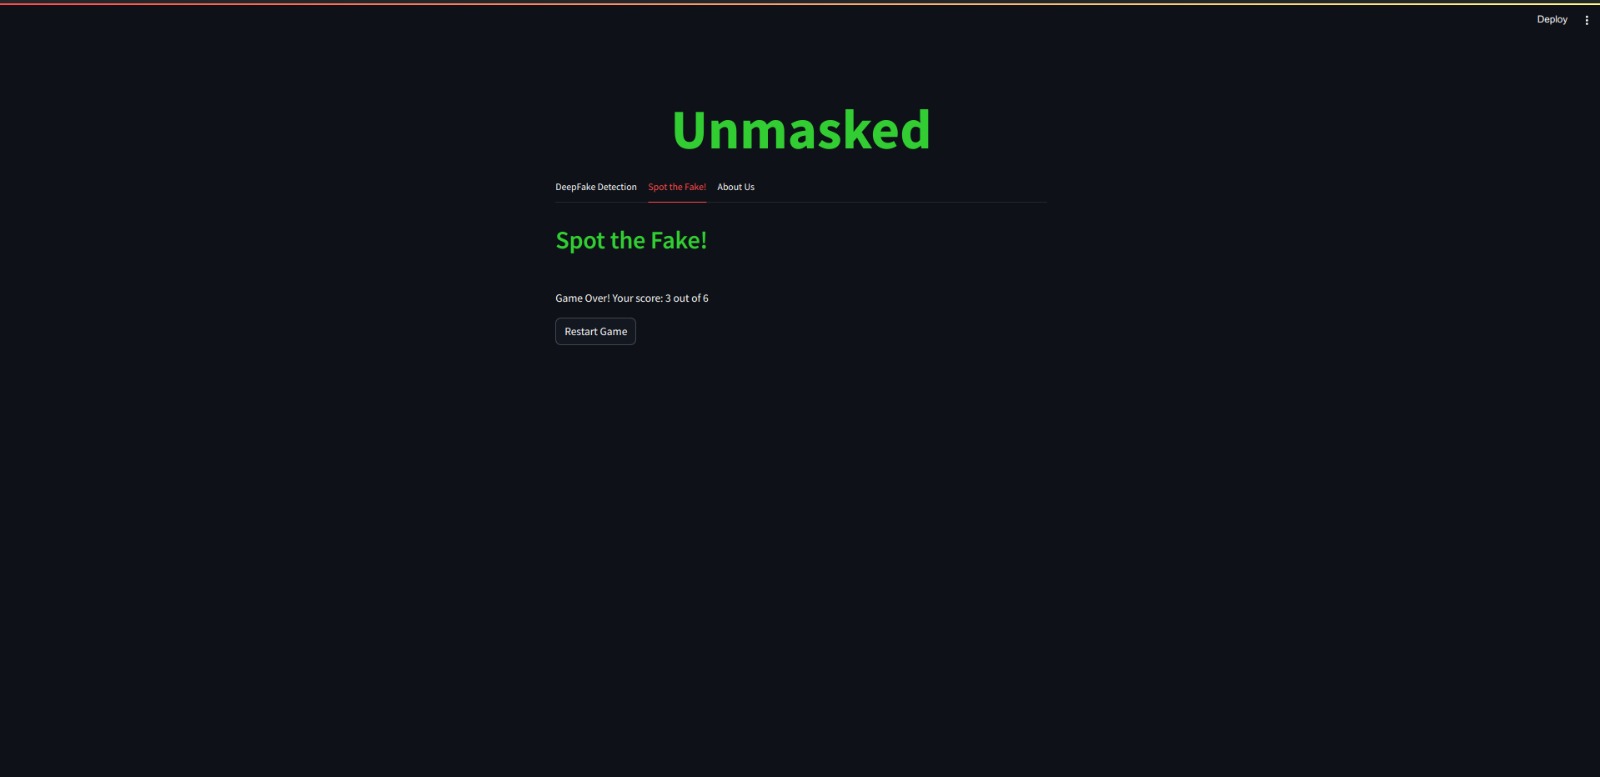 Deploy
Unmasked
DeepFake Detection Spot the Fake! About Us
Spot the Fake!
Game Over! Your score: 3 out of 6
Restart Game